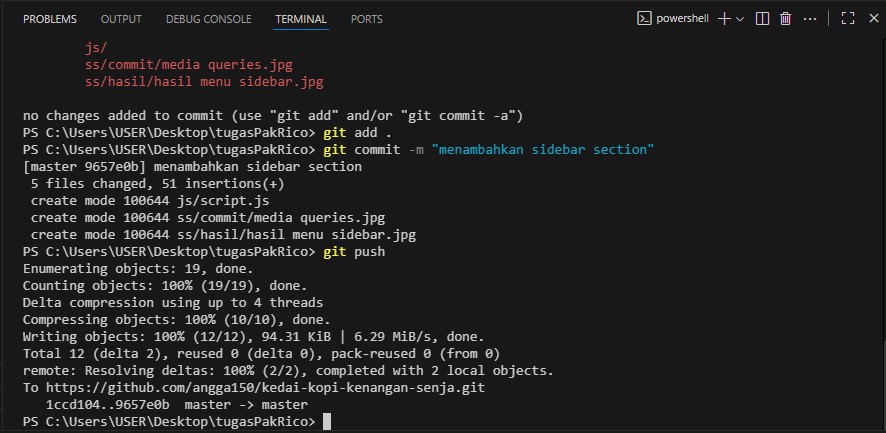 PROBLEMS OUTPUT DEBUG CONSOLE TERMINAL PORTS powershell
js/
ss/commit/media queries.jpg
ss/hasil/hasil menu sidebar.jpg
no changes added to commit (use "git add" and/or "git commit -a")
PS C:\Users\USER\Desktop\tugasPakRico> git add .
PS C:\Users\USER\Desktop\tugasPakRico> git commit -m "menambahkan sidebar section"
[master 9657e0b] menambahkan sidebar section
5 files changed, 51 insertions(+)
create mode 100644 js/script.js
create mode 100644 ss/commit/media queries.jpg
create mode 100644 ss/hasil/hasil menu sidebar.jpg
PS C:\Users\USER\Desktop\tugasPakRico> git push
Enumerating objects: 19, done.
Counting objects: 100% (19/19), done.
Delta compression using up to 4 threads
Compressing objects: 100% (10/10), done.
Writing objects: 100% (12/12), 94.31 KiB | 6.29 MiB/s, done.
Total 12 (delta 2), reused 0 (delta 0), pack-reused 0 (from 0)
remote: Resolving deltas: 100% (2/2), completed with 2 local objects.
To https://github.com/angga150/kedai-kopi-kenangan-senja.git
1ccd104..9657e0b master -> master
PS C:\Users\USER\Desktop\tugasPakRico>